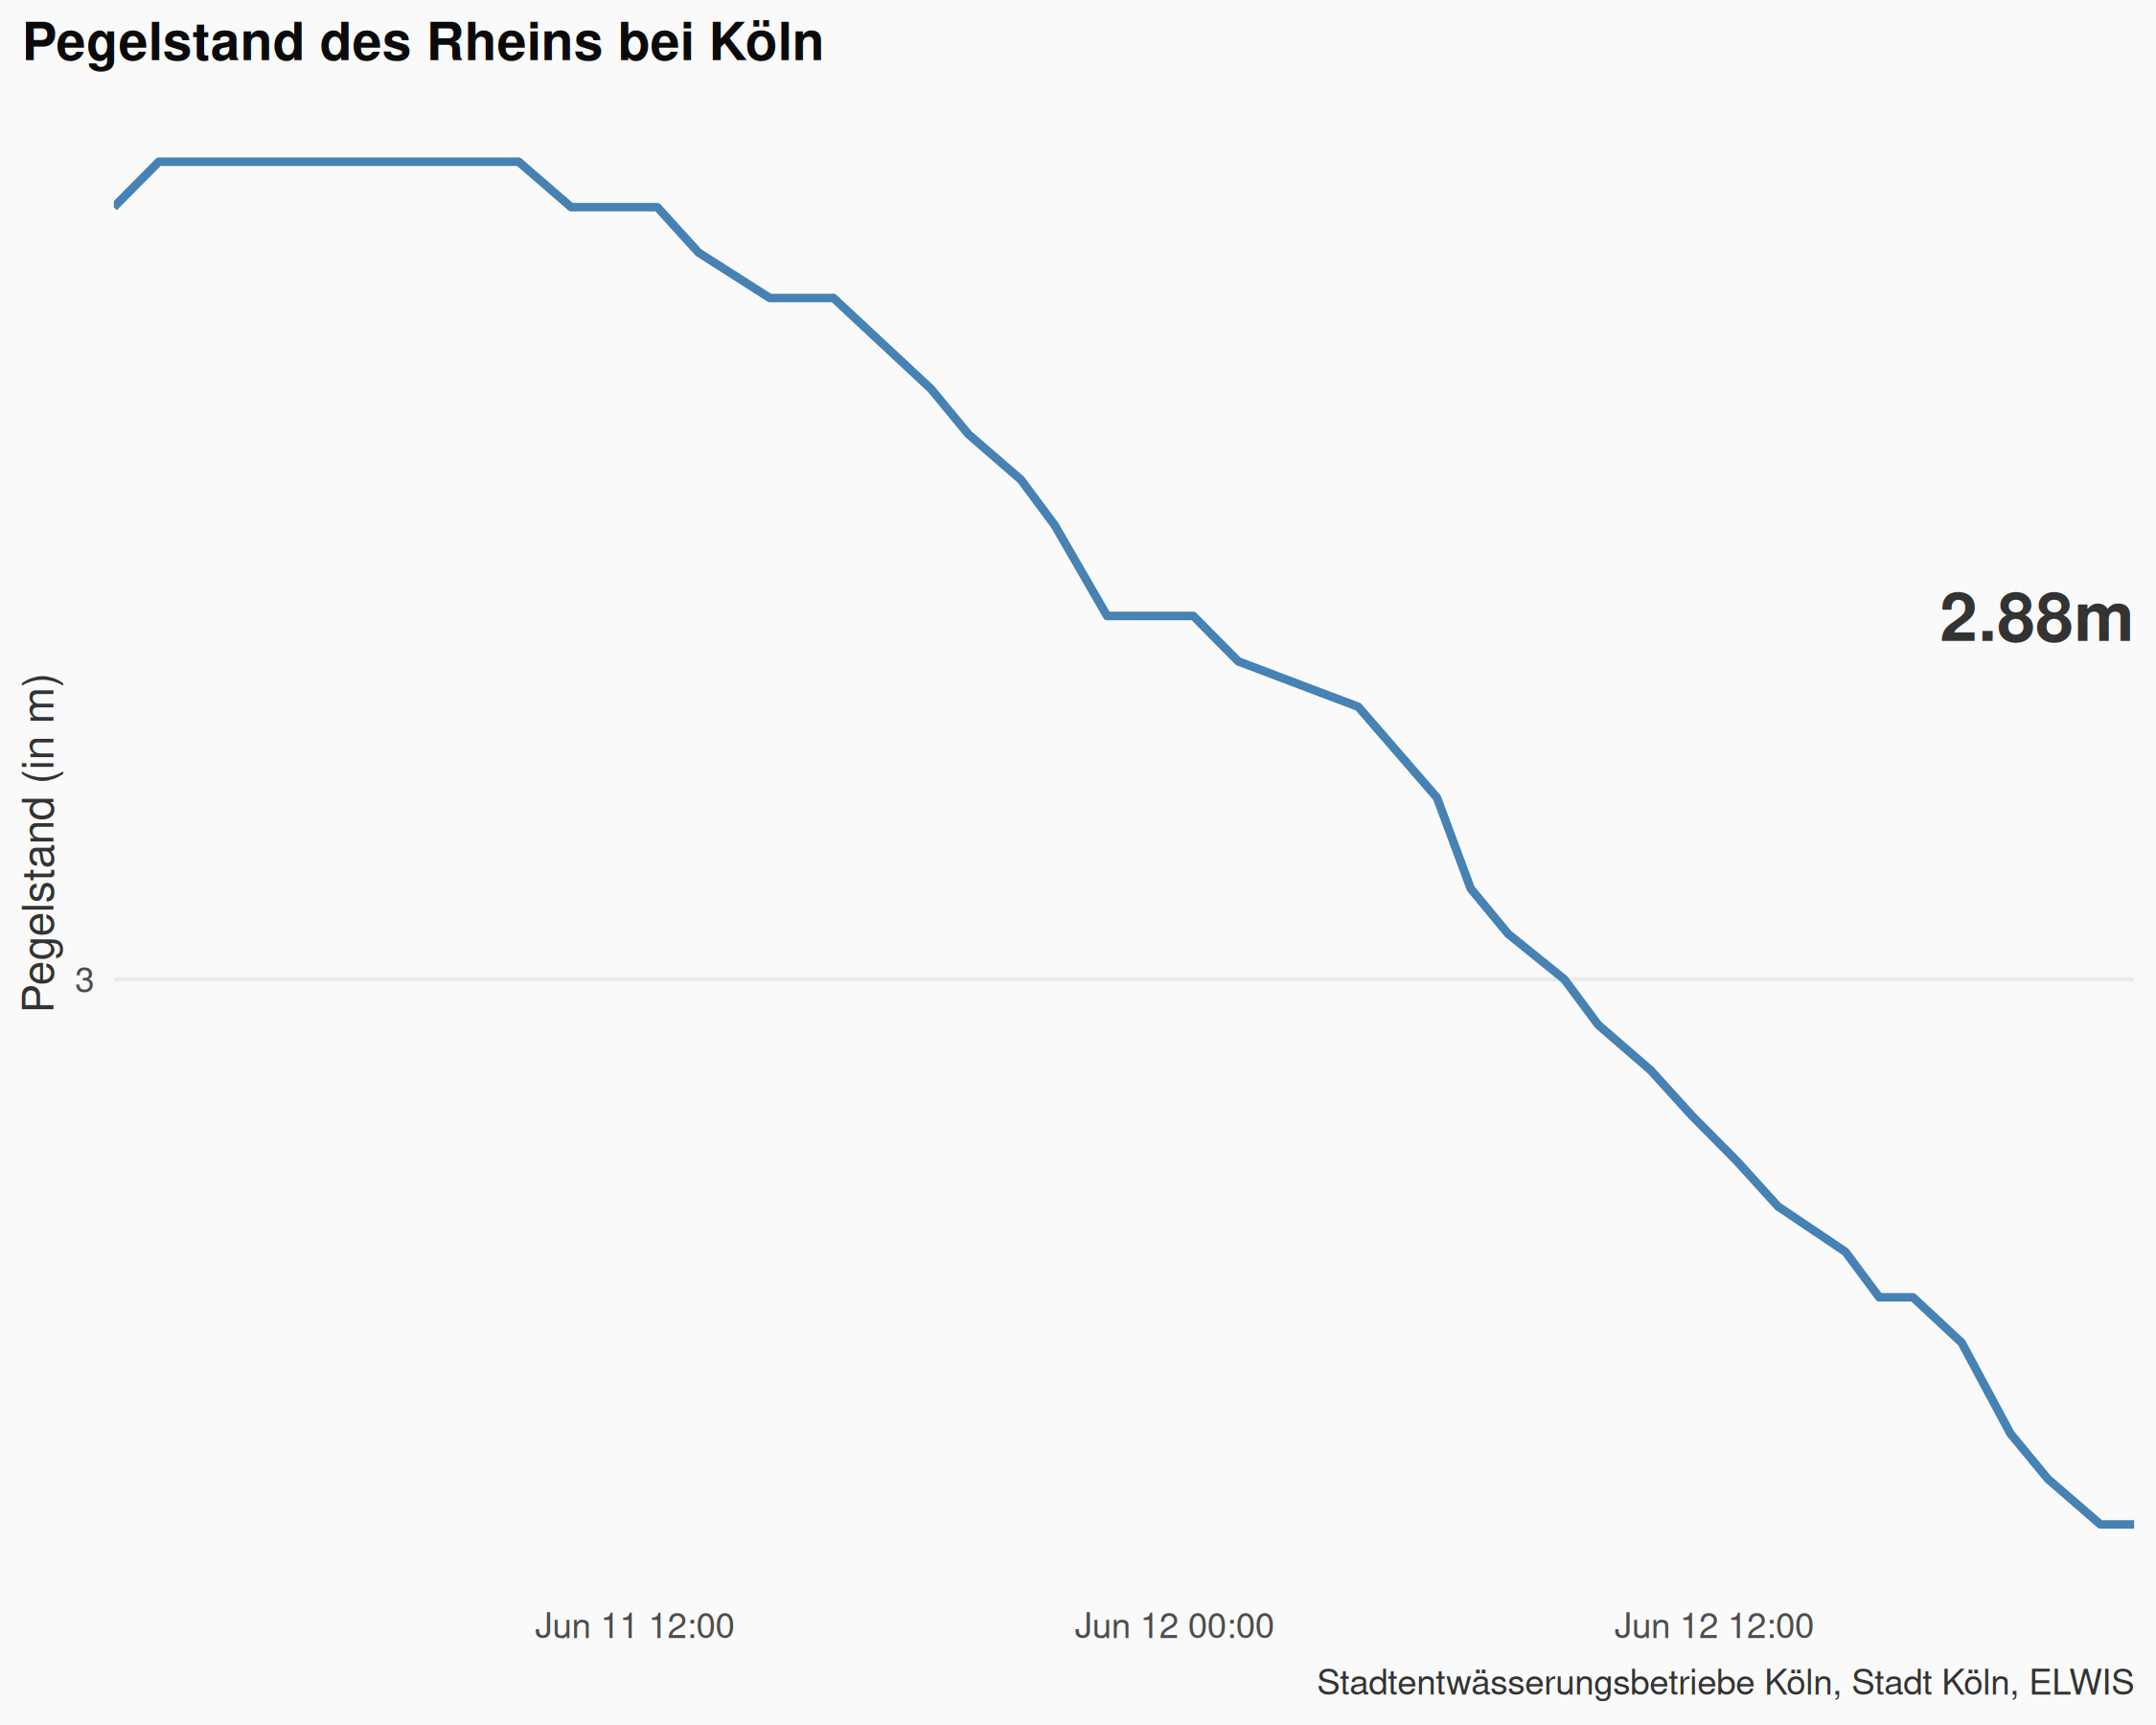 Pegelstand des Rheins bei Köln
2.88m
Pegelstand (in m)
3
Jun 11 12:00
Jun 12 00:00
Jun 12 12:00
Stadtentwässerungsbetriebe Köln, Stadt Köln, ELWIS